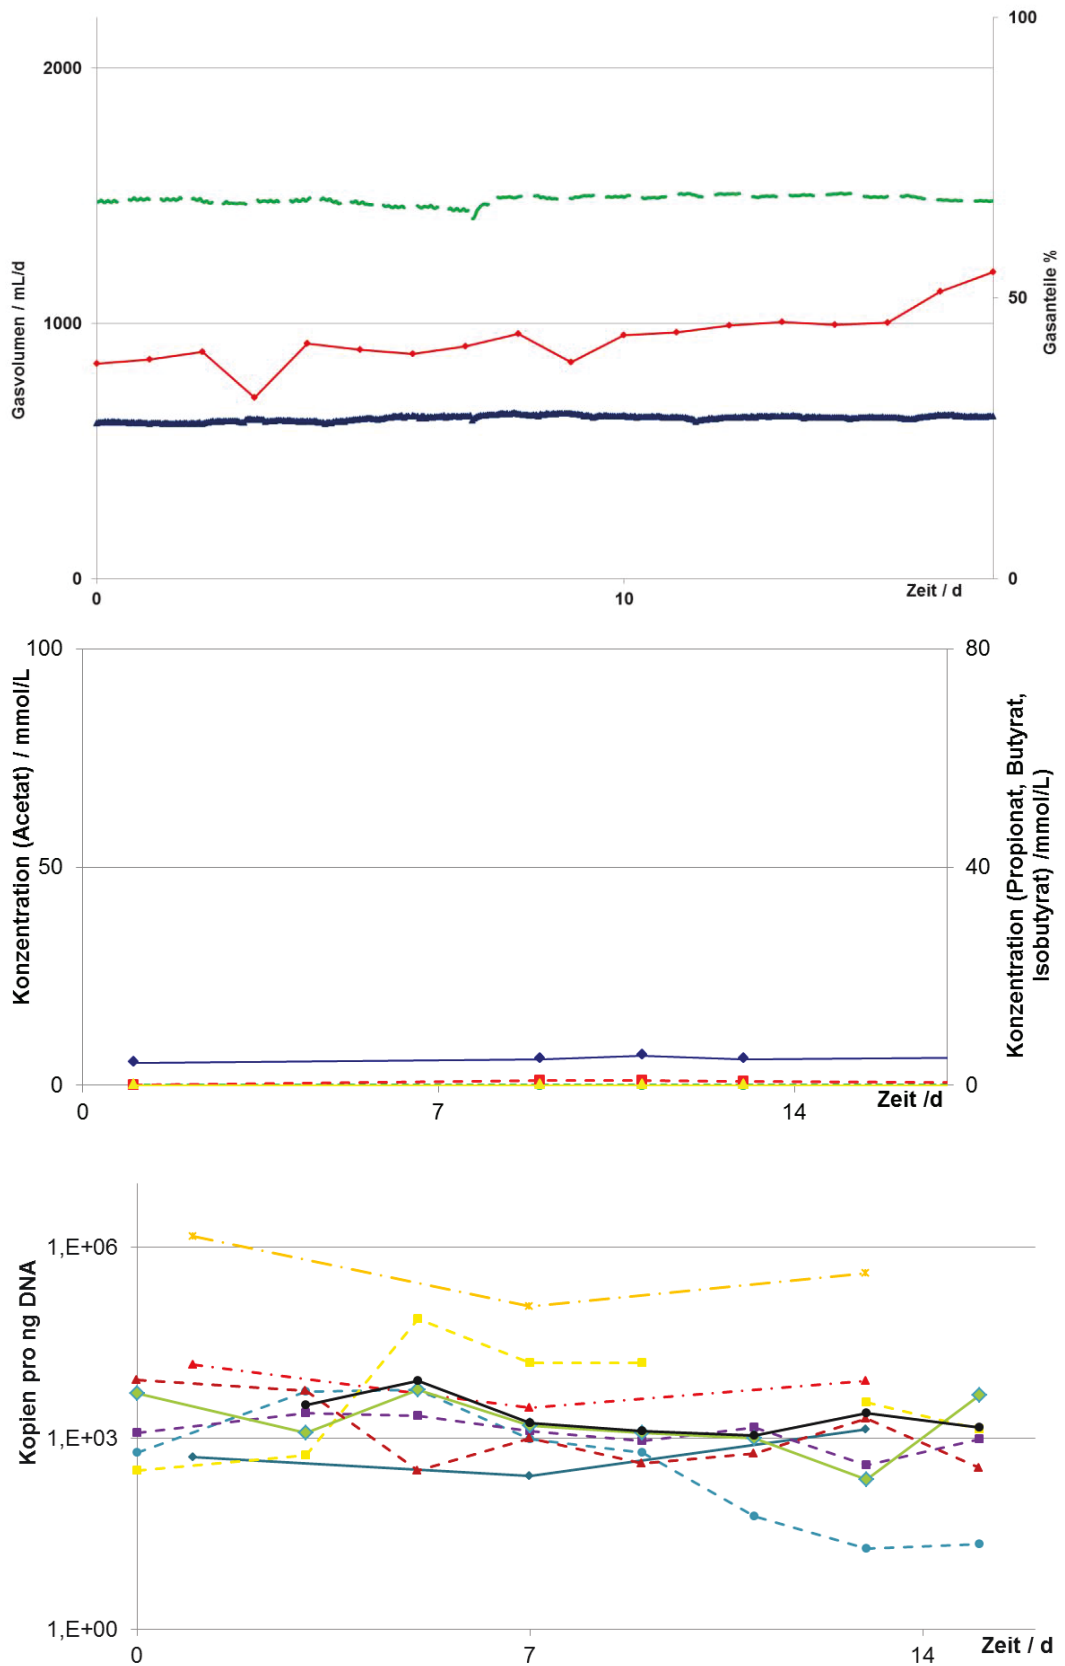 100
2000
Gasvolumen / mL/d
Gasanteile %
50
1000
0
0
0
10
Zeit / d
100
80
Konzentration (Acetat) / mmol/L
Konzentration (Propionat, Butyrat,
Isobutyrat) /mmol/L)
50
40
0
0
0
7
14
Zeit /d
Kopien pro ng DNA
1,E+06
1,E+03
1,E+00
0
7
14
Zeit / d